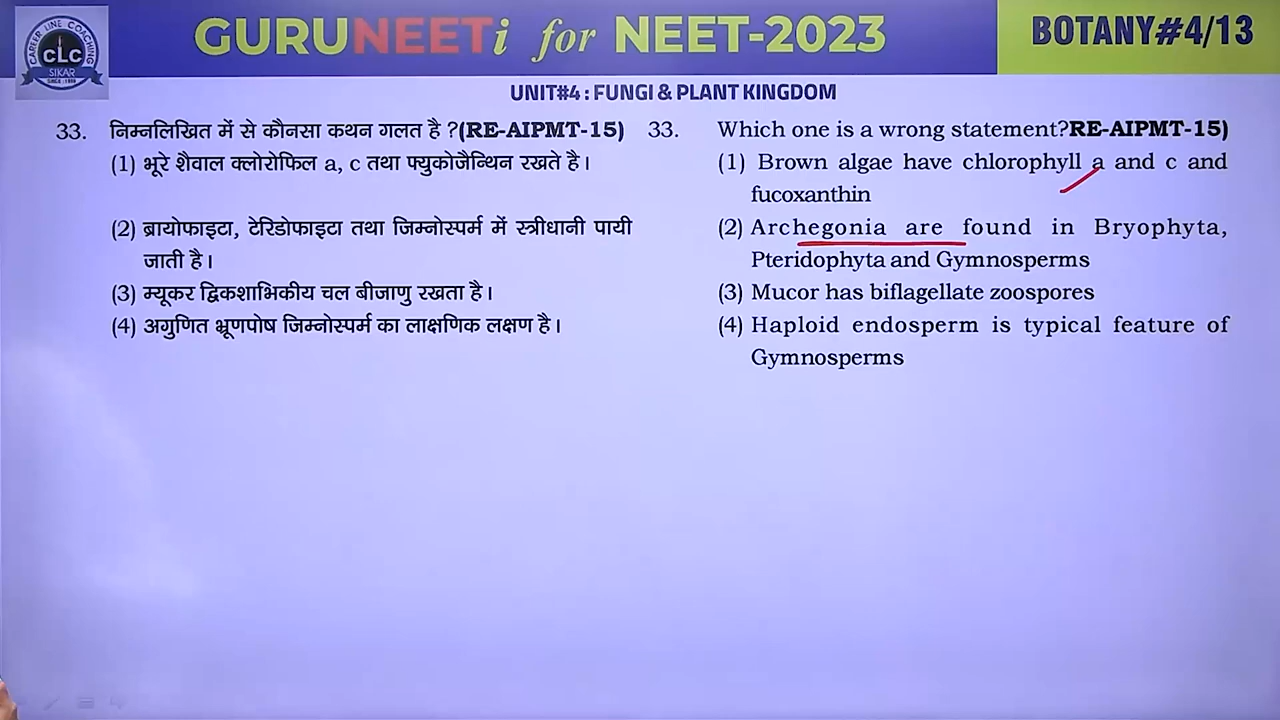 CAREER LINE COACHING
CLC
SIKAR
SINCE : 1996
GURUNEETi for NEET-2023
BOTANY#4/13
UNIT#4 : FUNGI & PLANT KINGDOM
33. निम्नलिखित में से कौनसा कथन गलत है ?(RE-AIPMT-15)
(1) भूरे शैवाल क्लोरोफिल a, c तथा फ्युकोजैन्थिन रखते है।
(2) ब्रायोफाइटा, टेरिडोफाइटा तथा जिम्नोस्पर्म में स्त्रीधानी पायी
जाती है।
(3) म्यूकर द्विकशाभिकीय चल बीजाणु रखता है।
(4) अगुणित भ्रूणपोष जिम्नोस्पर्म का लाक्षणिक लक्षण है।
33. Which one is a wrong statement?RE-AIPMT-15)
(1) Brown algae have chlorophyll a and c and
fucoxanthin
(2) Archegonia are found in Bryophyta,
Pteridophyta and Gymnosperms
(3) Mucor has biflagellate zoospores
(4) Haploid endosperm is typical feature of
Gymnosperms